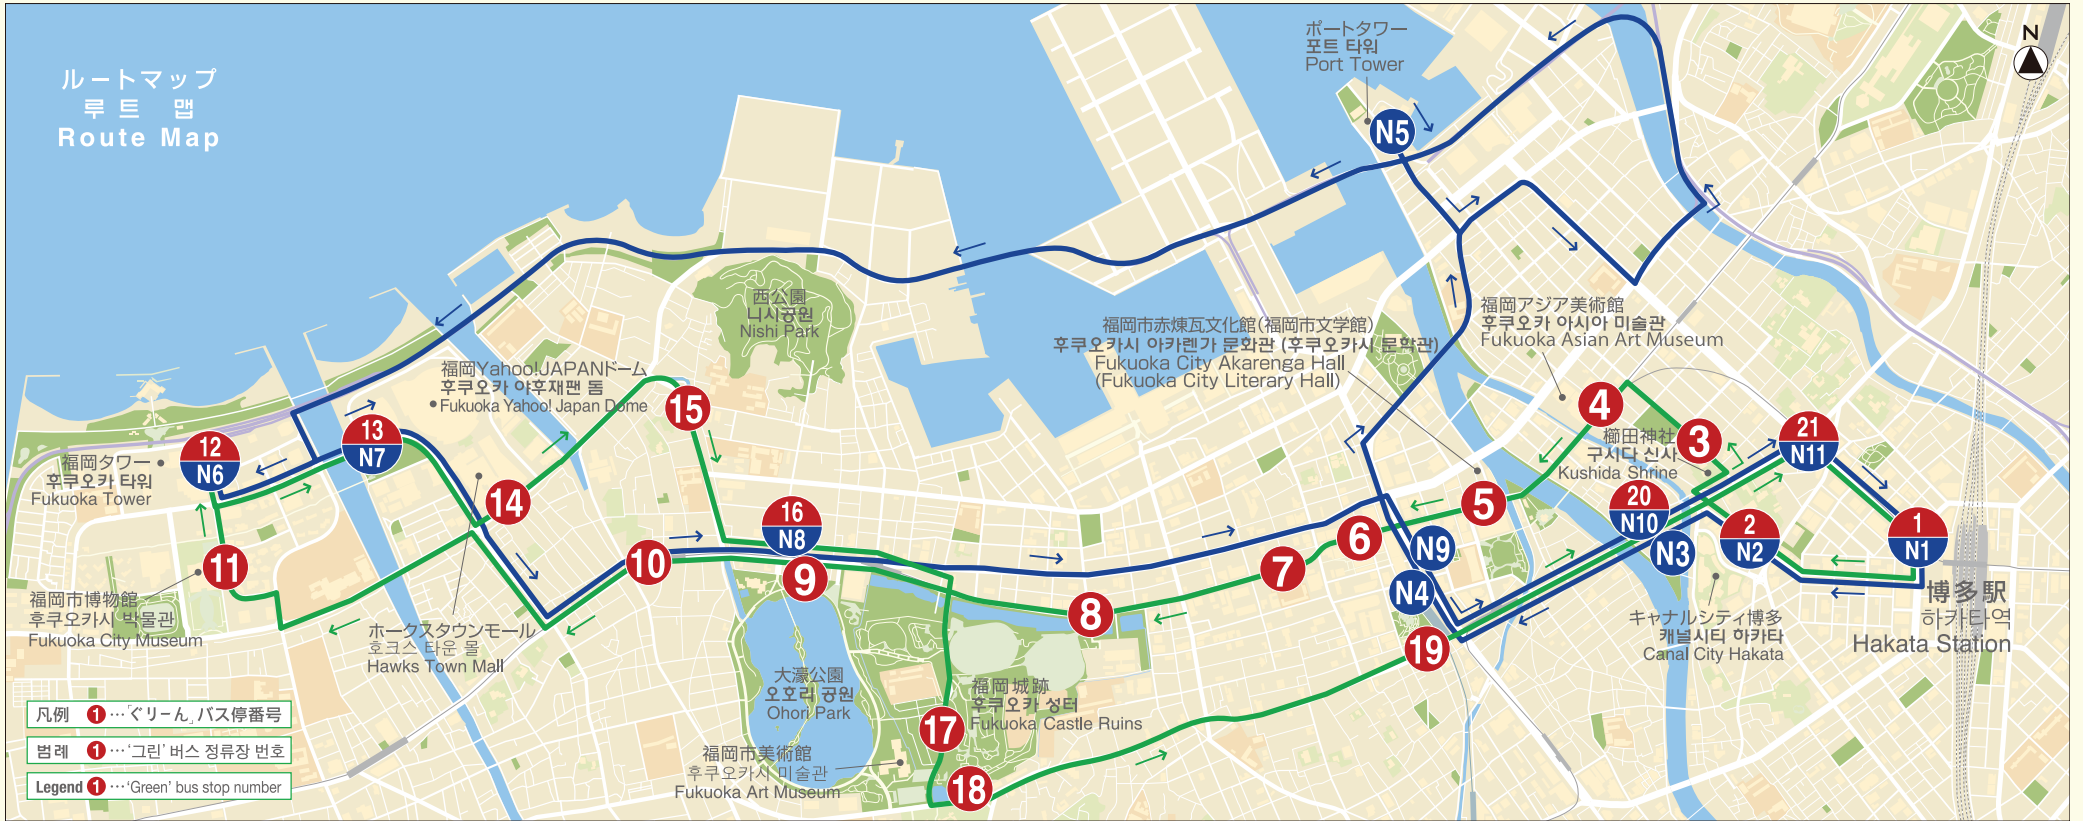 ルートマップ
루트 맵
Route Map
N
ポートタワー
포트 타워
Port Tower
N5
西公園
니시공원
Nishi Park
福岡アジア美術館
후쿠오카 아시아 미술관
Fukuoka Asian Art Museum
福岡市赤煉瓦文化館(福岡市文学館)
후쿠오카시 아카렌가 문화관 (후쿠오카시 문학관)
Fukuoka City Akarenga Hall
(Fukuoka City Literary Hall)
福岡Yahoo!JAPANドーム
후쿠오카 야후재팬 돔
Fukuoka Yahoo! Japan Dome
15
4
3
櫛田神社
구시다 신사
Kushida Shrine
21
N11
13
N7
12
N6
福岡タワー
후쿠오카 타워
Fukuoka Tower
14
5
20
N10
16
N8
2
N2
1
N1
6
N9
N3
10
11
7
9
N4
8
19
博多駅
하카타역
Hakata Station
福岡市博物館
후쿠오카시 박물관
Fukuoka City Museum
ホークスタウンモール
호크스 타운 몰
Hawks Town Mall
キャナルシティ博多
캐널시티 하카타
Canal City Hakata
大濠公園
오호리 공원
Ohori Park
福岡城跡
후쿠오카 성터
Fukuoka Castle Ruins
17
福岡市美術館
후쿠오카시 미술관
Fukuoka Art Museum
18
凡例 1…「ぐりーん」バス停番号
범례 1…‘그린’ 버스 정류장 번호
Legend 1…‘Green’ bus stop number